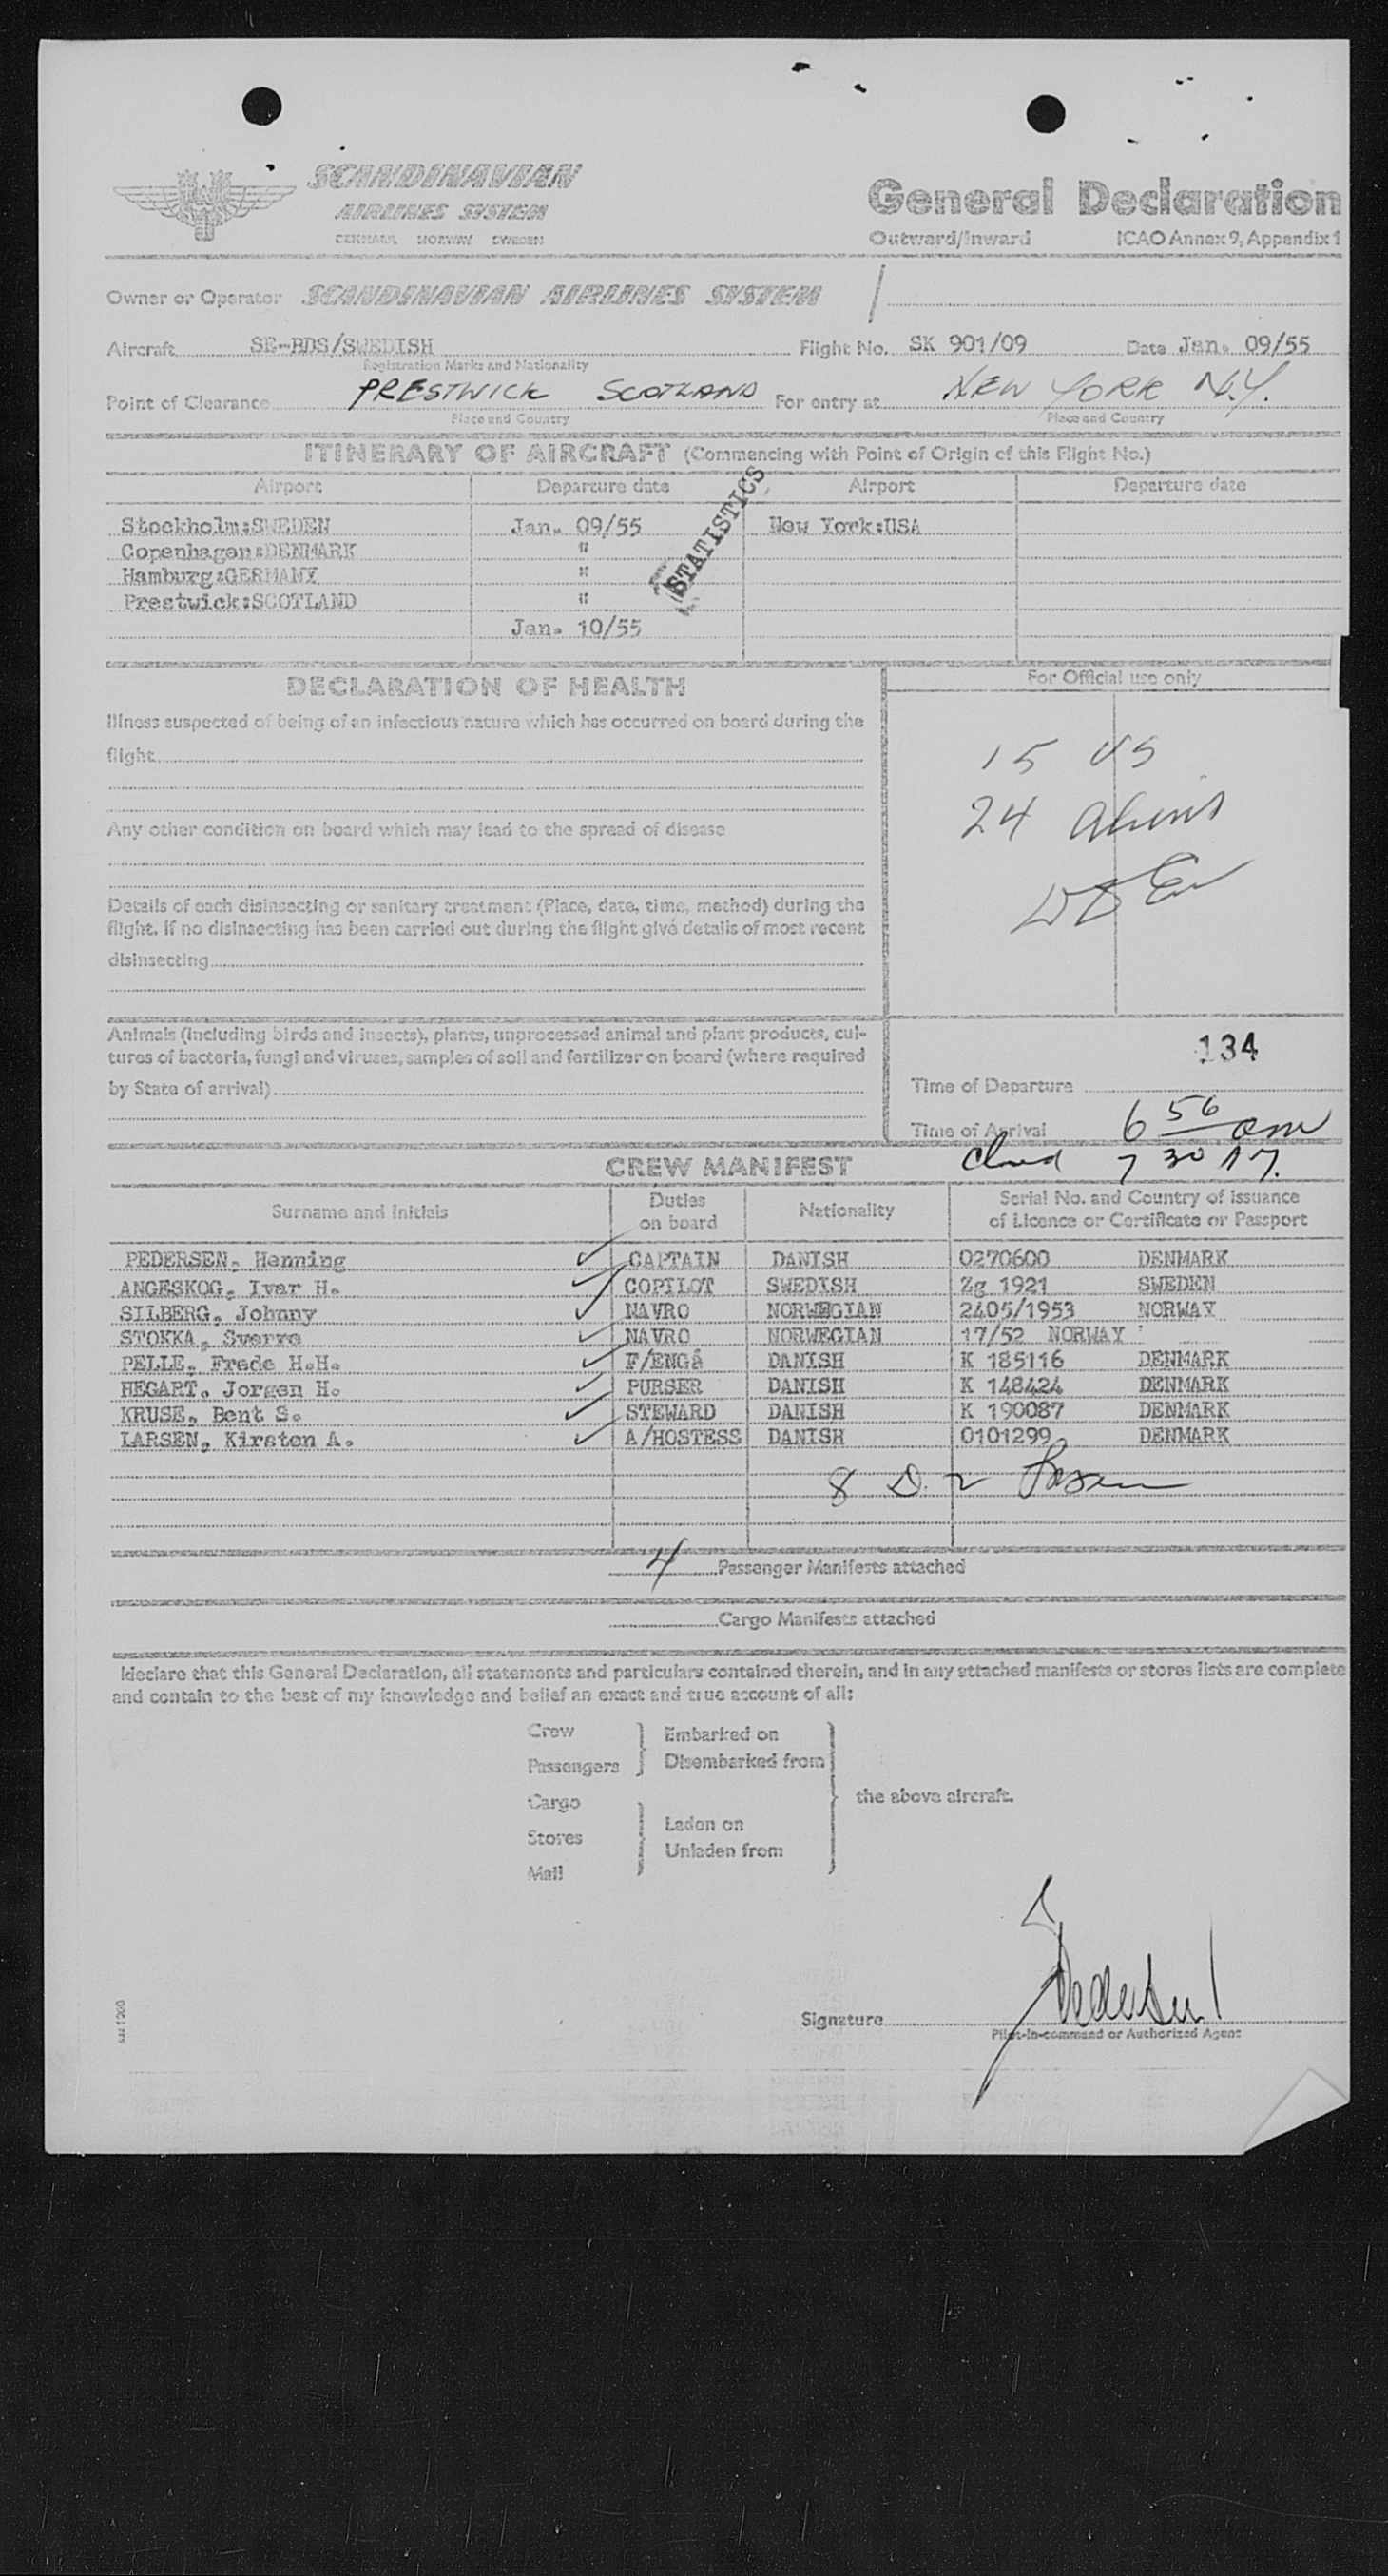 SCANDINAVIAN
AIRLINES SYSTEM
DENMARK NORWAY SWEDEN
General Declaration
Outward/Inward ICAO Annex 9, Appendix 1
Owner or Operator SCANDINAVIAN AIRLINES SYSTEM
Aircraft SE-BDS/SWEDISH Flight No. SK 901/09 Date Jan. 09/55
Registration Marks and Nationality
Point of Clearance PRESTWICK SCOTLAND For entry at NEW YORK N.Y.
Place and Country Place and Country
ITINERARY OF AIRCRAFT (Commencing with Point of Origin of this Flight No.)
Airport Departure date Airport Departure date
STATISTICS
Stockholm:SWEDEN Jan. 09/55 New York:USA
Copenhagen:DENMARK "
Hamburg:GERMANY "
Prestwick:SCOTLAND "
Jan. 10/55
DECLARATION OF HEALTH
For Official use only
Illness suspected of being of an infectious nature which has occurred on board during the
flight
15 US
24 aliens
Any other condition on board which may lead to the spread of disease
Details of each disinsecting or sanitary treatment (Place, date, time, method) during the
flight. If no disinsecting has been carried out during the flight give details of most recent
disinsecting
Animals (including birds and insects), plants, unprocessed animal and plant products, cul-
tures of bacteria, fungi and viruses, samples of soil and fertilizer on board (where required
by State of arrival)
134
Time of Departure
Time of Arrival 6 56 am
7 30
CREW MANIFEST
Surname and initials Duties on board Nationality Serial No. and Country of issuance of Licence or Certificate or Passport
PEDERSEN, Henning CAPTAIN DANISH 0270600 DENMARK
ANGESKOG, Ivar H. COPILOT SWEDISH Zg 1921 SWEDEN
SILBERG, Johnny NAVRO NORWEGIAN 2405/1953 NORWAY
STOKKA, Sverre NAVRO NORWEGIAN 17/52 NORWAY
PELLE, Frede H.H. F/ENG. DANISH K 185116 DENMARK
HEGART, Jorgen H. PURSER DANISH K 148424 DENMARK
KRUSE, Bent S. STEWARD DANISH K 190087 DENMARK
LARSEN, Kirsten A. A/HOSTESS DANISH 0101299 DENMARK
8 D. 2
4 Passenger Manifests attached
Cargo Manifests attached
I declare that this General Declaration, all statements and particulars contained therein, and in any attached manifests or stores lists are complete
and contain to the best of my knowledge and belief an exact and true account of all:
Crew Embarked on
Passengers Disembarked from
Cargo the above aircraft.
Stores Laden on
Unladen from
Mail
Signature
Pilot-in-command or Authorized Agent